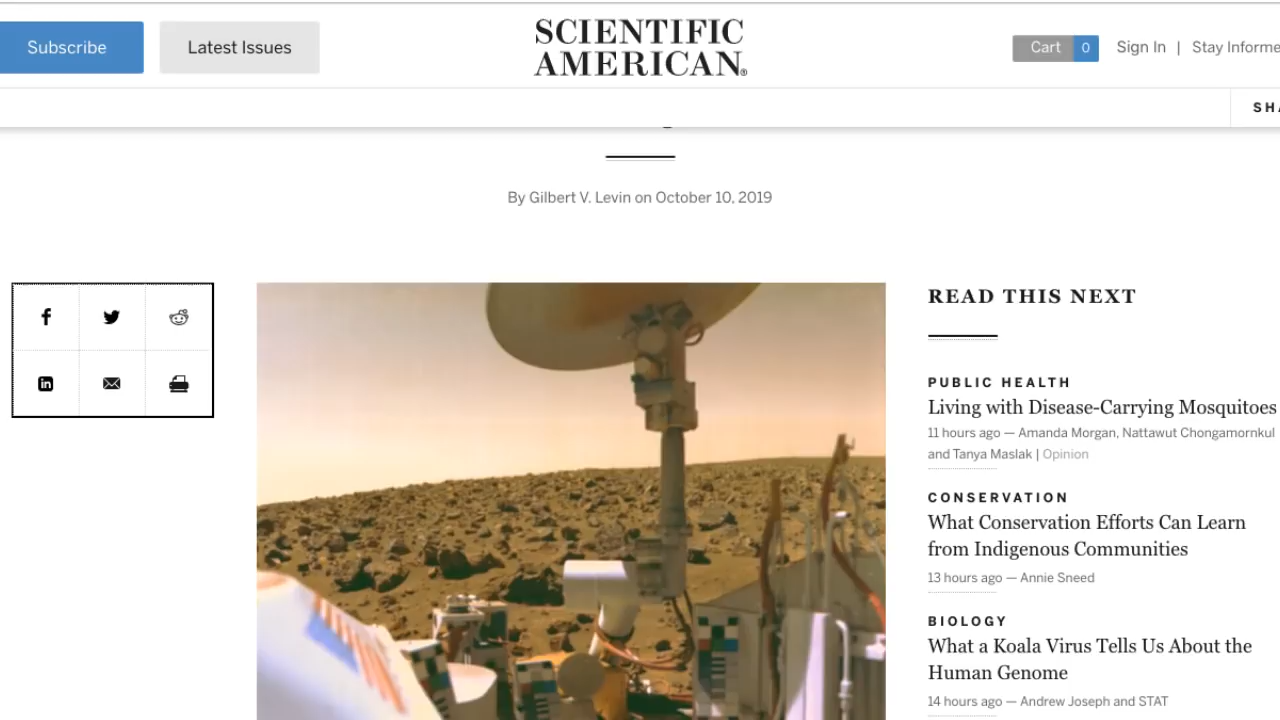 Subscribe
Latest Issues
SCIENTIFIC
AMERICAN®
Cart 0
Sign In | Stay Informe
SHA
By Gilbert V. Levin on October 10, 2019
READ THIS NEXT
PUBLIC HEALTH
Living with Disease-Carrying Mosquitoes
11 hours ago — Amanda Morgan, Nattawut Chongamornkul
and Tanya Maslak | Opinion
CONSERVATION
What Conservation Efforts Can Learn
from Indigenous Communities
13 hours ago — Annie Sneed
BIOLOGY
What a Koala Virus Tells Us About the
Human Genome
14 hours ago — Andrew Joseph and STAT